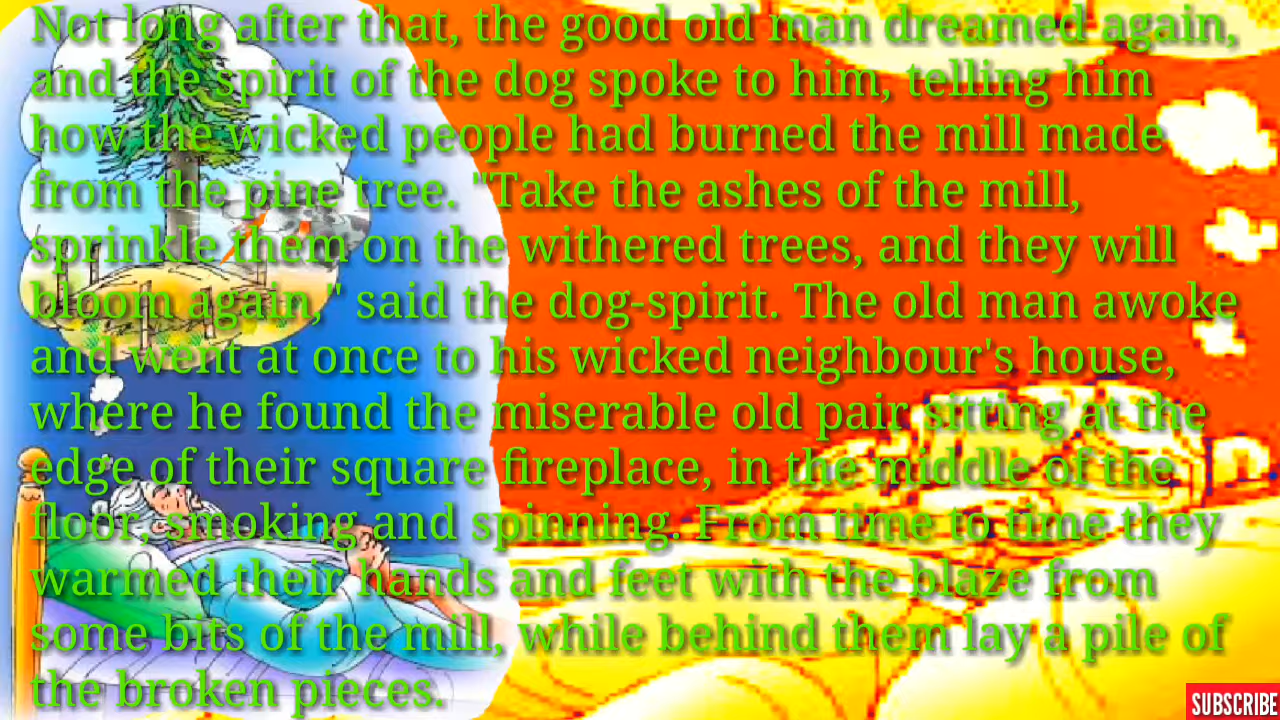 Not long after that, the good old man dreamed again,
and the spirit of the dog spoke to him, telling him
how the wicked people had burned the mill made
from the pine tree. "Take the ashes of the mill,
sprinkle them on the withered trees, and they will
bloom again," said the dog-spirit. The old man awoke
and went at once to his wicked neighbour's house,
where he found the miserable old pair sitting at the
edge of their square fireplace, in the middle of the
floor, smoking and spinning. From time to time they
warmed their hands and feet with the blaze from
some bits of the mill, while behind them lay a pile of
the broken pieces.
SUBSCRIBE